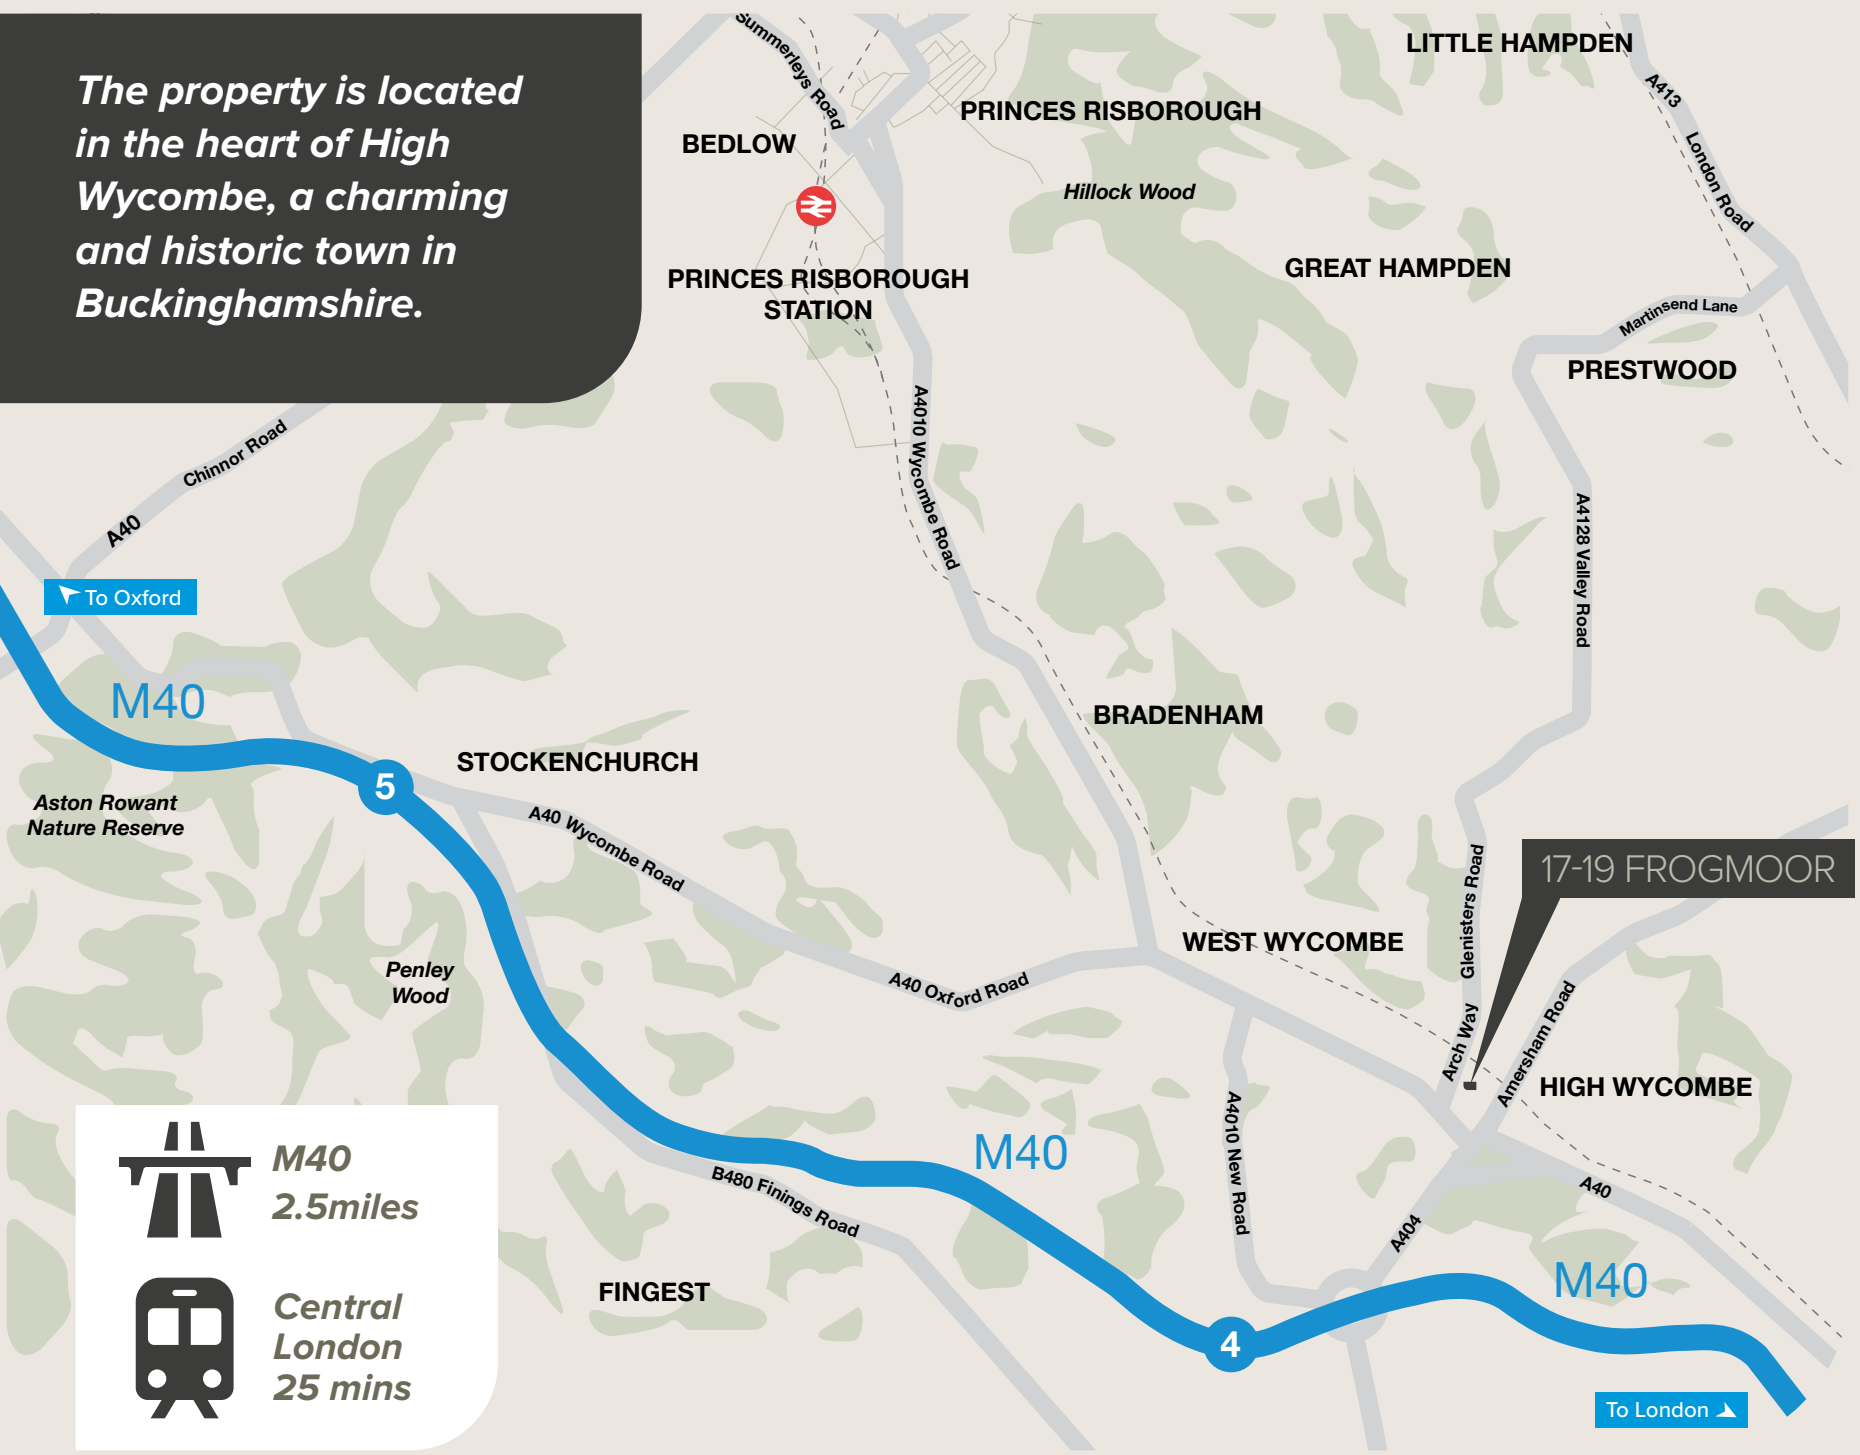 The property is located
in the heart of High
Wycombe, a charming
and historic town in
Buckinghamshire.
Summerleys Road
LITTLE HAMPDEN
A413
PRINCES RISBOROUGH
BEDLOW
London Road
Hillock Wood
GREAT HAMPDEN
PRINCES RISBOROUGH
STATION
Martinsend Lane
PRESTWOOD
A4010 Wycombe Road
Chinnor Road
A40
A4128 Valley Road
To Oxford
M40
BRADENHAM
STOCKENCHURCH
5
Aston Rowant
Nature Reserve
A40 Wycombe Road
17-19 FROGMOOR
Glenisters Road
WEST WYCOMBE
Penley
Wood
A40 Oxford Road
Arch Way
Amersham Road
HIGH WYCOMBE
M40
A4010 New Road
B480 Finings Road
A40
A404
M40
2.5miles
FINGEST
M40
Central
London
25 mins
4
To London